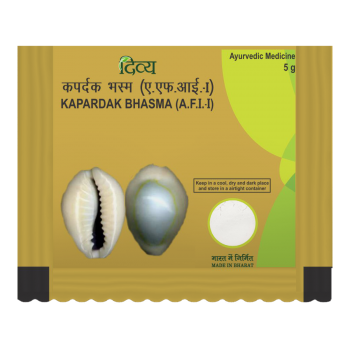 दिव्य
Ayurvedic Medicine
5 g
कपर्दक भस्म (ए.एफ.आई.-I)
KAPARDAK BHASMA (A.F.I.-I)
Keep in a cool, dry and dark place
and store in a airtight container
भारत में निर्मित
MADE IN BHARAT